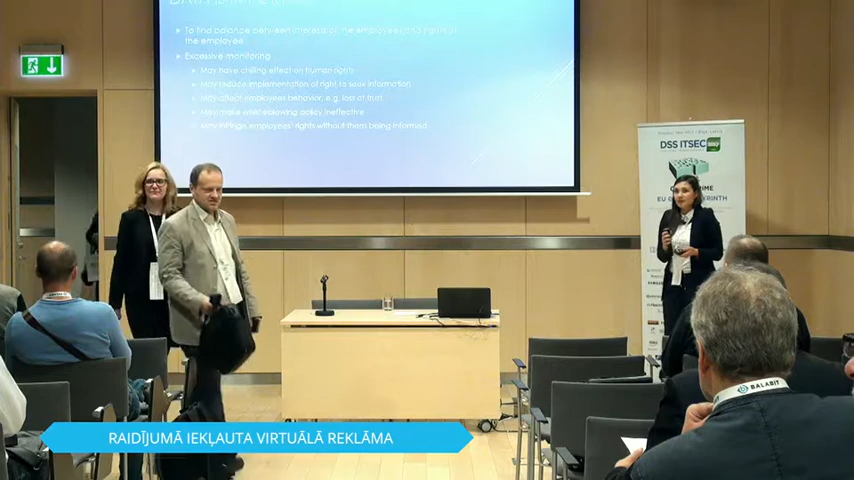 To find balance between interest of the employer and rights of
the employee
Excessive monitoring
May have chilling effect on human rights
May reduce implementation of right to seek information
May affect employees behavior, e.g. loss of trust
May make whistleblowing policy ineffective
May infringe employees' rights without them being informed
DSS ITSEC
EU
BALABIT
RAIDĪJUMĀ IEKĻAUTA VIRTUĀLĀ REKLĀMA